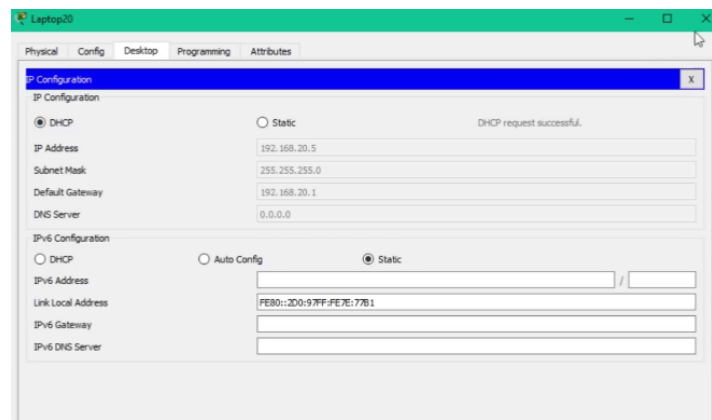 Laptop20
Physical Config Desktop Programming Attributes
IP Configuration X
IP Configuration
DHCP Static DHCP request successful.
IP Address 192.168.20.5
Subnet Mask 255.255.255.0
Default Gateway 192.168.20.1
DNS Server 0.0.0.0
IPv6 Configuration
DHCP Auto Config Static
IPv6 Address /
Link Local Address FE80::2D0:97FF:FE7E:77B1
IPv6 Gateway
IPv6 DNS Server